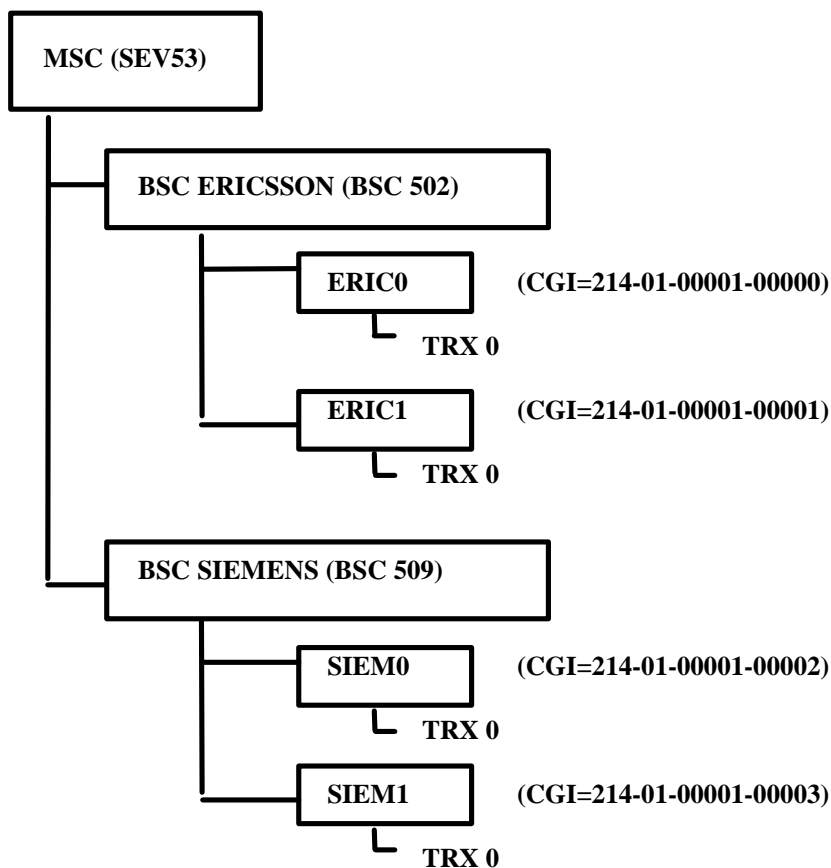 MSC (SEV53)
BSC ERICSSON (BSC 502)
ERIC0 (CGI=214-01-00001-00000)
TRX 0
ERIC1 (CGI=214-01-00001-00001)
TRX 0
BSC SIEMENS (BSC 509)
SIEM0 (CGI=214-01-00001-00002)
TRX 0
SIEM1 (CGI=214-01-00001-00003)
TRX 0